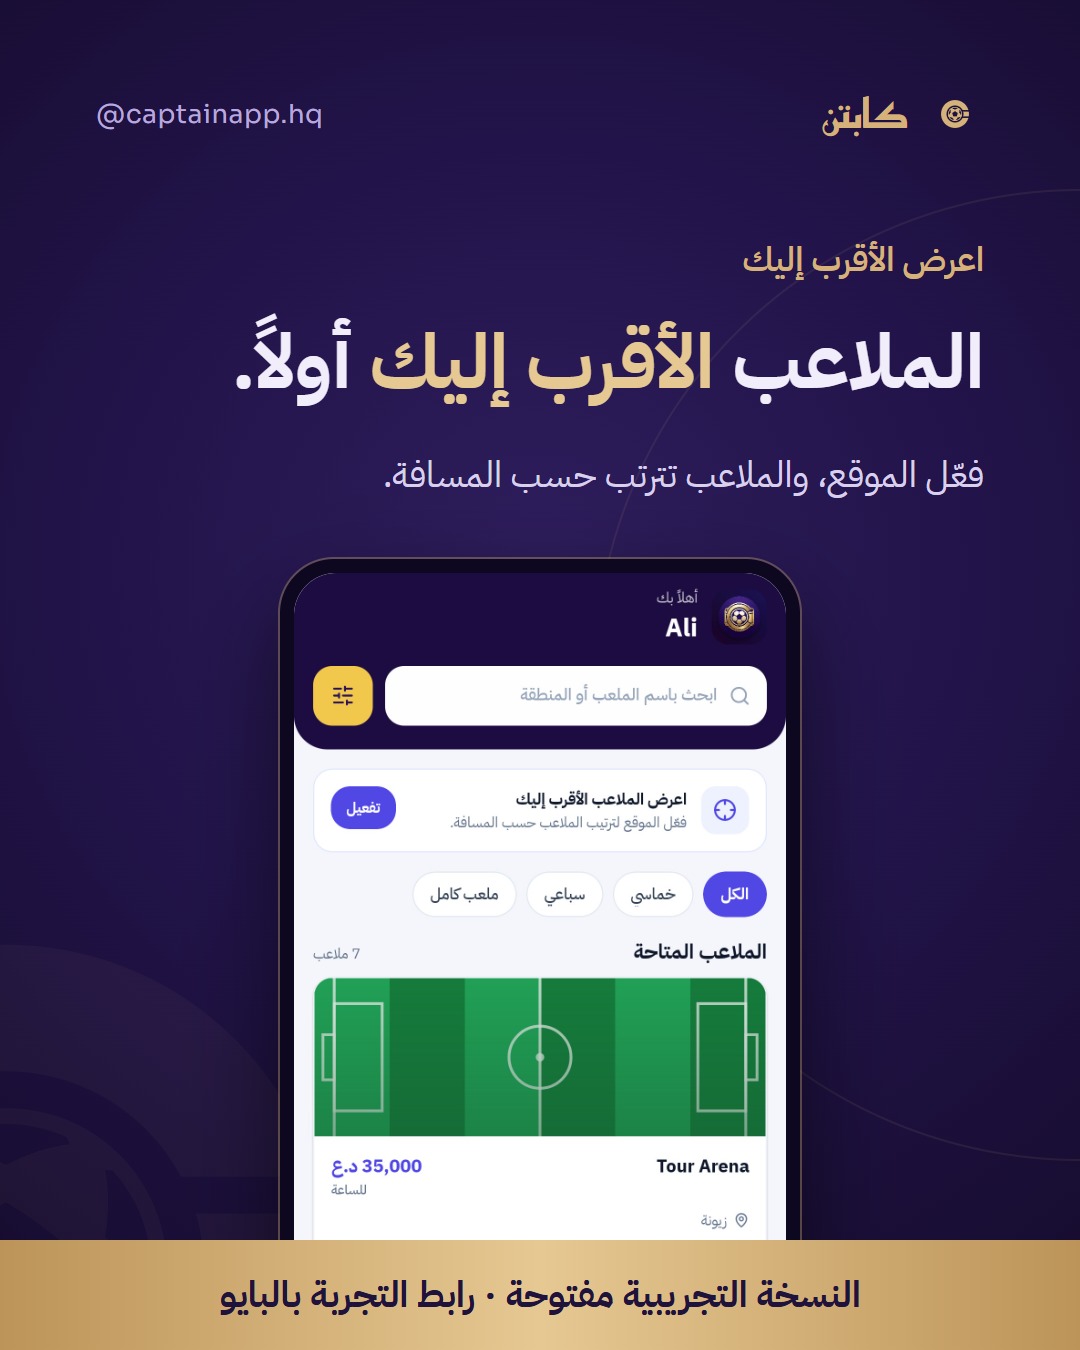 كابتن
@captainapp.hq
اعرض الأقرب إليك
الملاعب الأقرب إليك أولاً.
فعّل الموقع، والملاعب تترتب حسب المسافة.
أهلاً بك
Ali
ابحث باسم الملعب أو المنطقة
اعرض الملاعب الأقرب إليك
فعّل الموقع لترتيب الملاعب حسب المسافة.
تفعيل
الكل
خماسي
سباعي
ملعب كامل
الملاعب المتاحة
7 ملاعب
Tour Arena
35,000 د.ع
للساعة
زيونة
النسخة التجريبية مفتوحة • رابط التجربة بالبايو